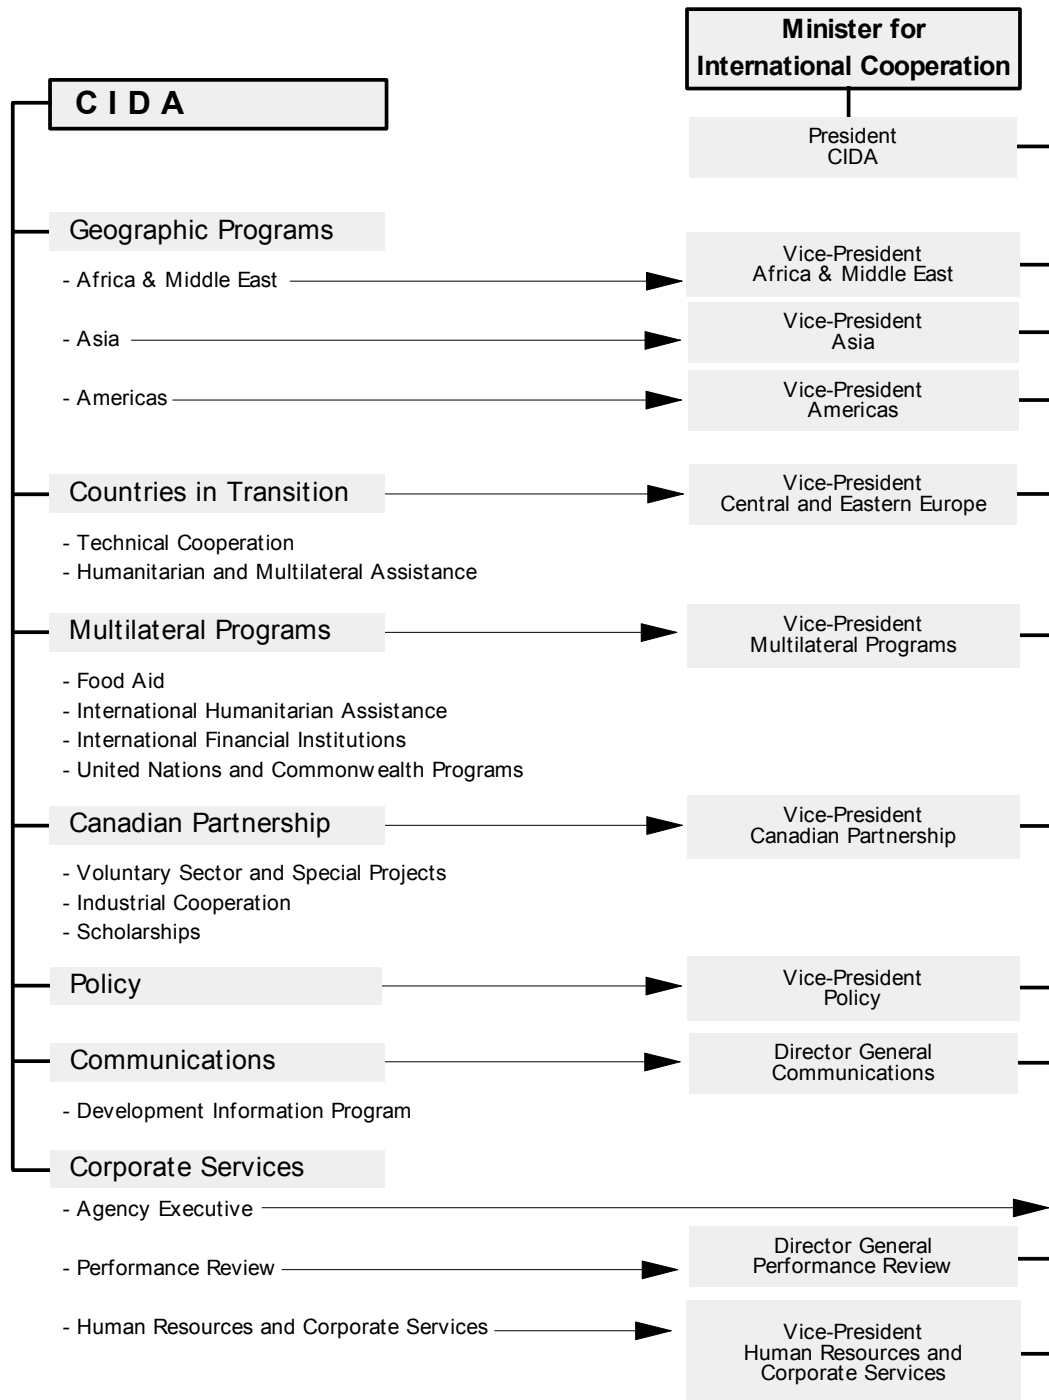 Minister for
International Cooperation
C I D A
President
CIDA
Geographic Programs
- Africa & Middle East
Vice-President
Africa & Middle East
- Asia
Vice-President
Asia
- Americas
Vice-President
Americas
Countries in Transition
Vice-President
Central and Eastern Europe
- Technical Cooperation
- Humanitarian and Multilateral Assistance
Multilateral Programs
Vice-President
Multilateral Programs
- Food Aid
- International Humanitarian Assistance
- International Financial Institutions
- United Nations and Commonwealth Programs
Canadian Partnership
Vice-President
Canadian Partnership
- Voluntary Sector and Special Projects
- Industrial Cooperation
- Scholarships
Policy
Vice-President
Policy
Communications
Director General
Communications
- Development Information Program
Corporate Services
- Agency Executive
- Performance Review
Director General
Performance Review
- Human Resources and Corporate Services
Vice-President
Human Resources and
Corporate Services